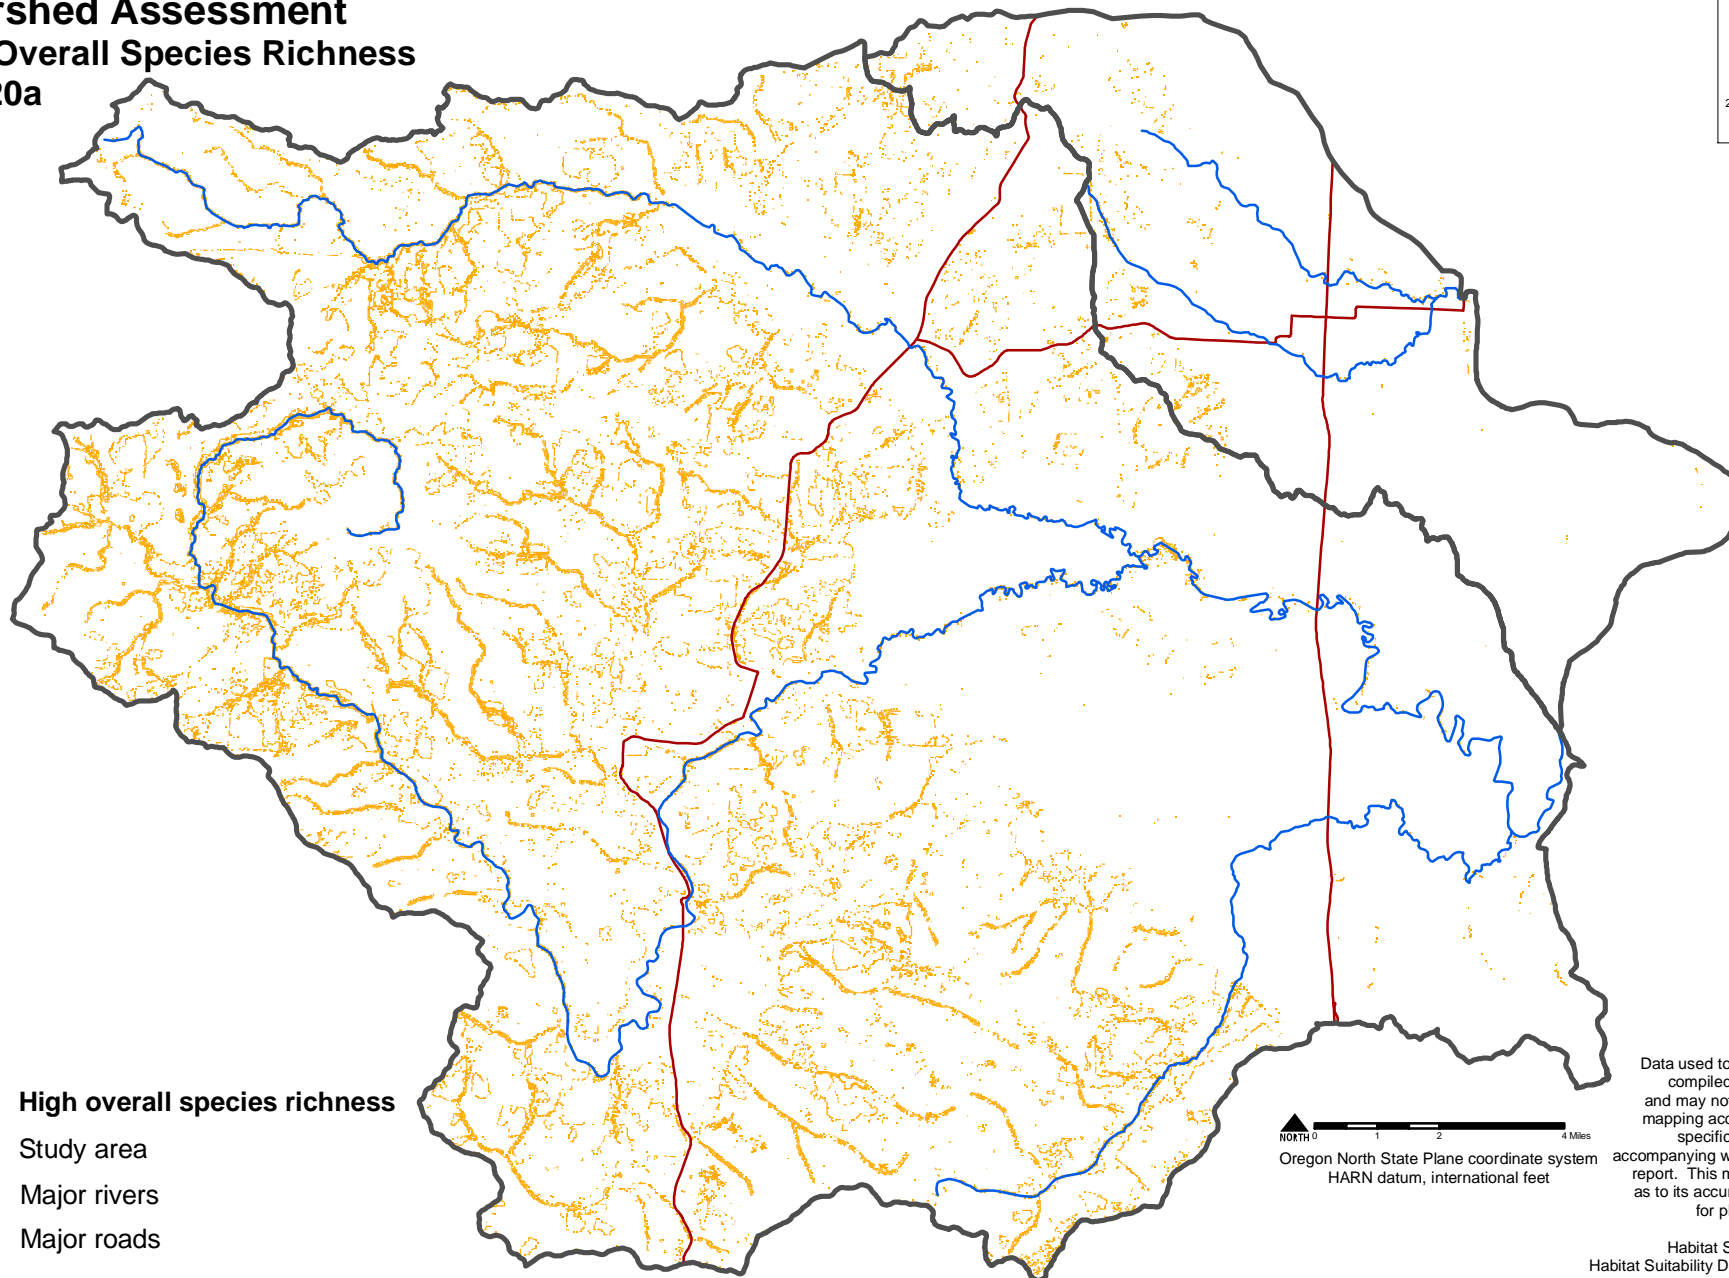 rshed Assessment
Overall Species Richness
20a
2
High overall species richness
Study area
Major rivers
Major roads
NORTH
0 1 2 4 Miles
Oregon North State Plane coordinate system
HARN datum, international feet
Data used to
compiled
and may not
mapping acc
specific
accompanying w
report. This m
as to its accur
for pl
Habitat S
Habitat Suitability D